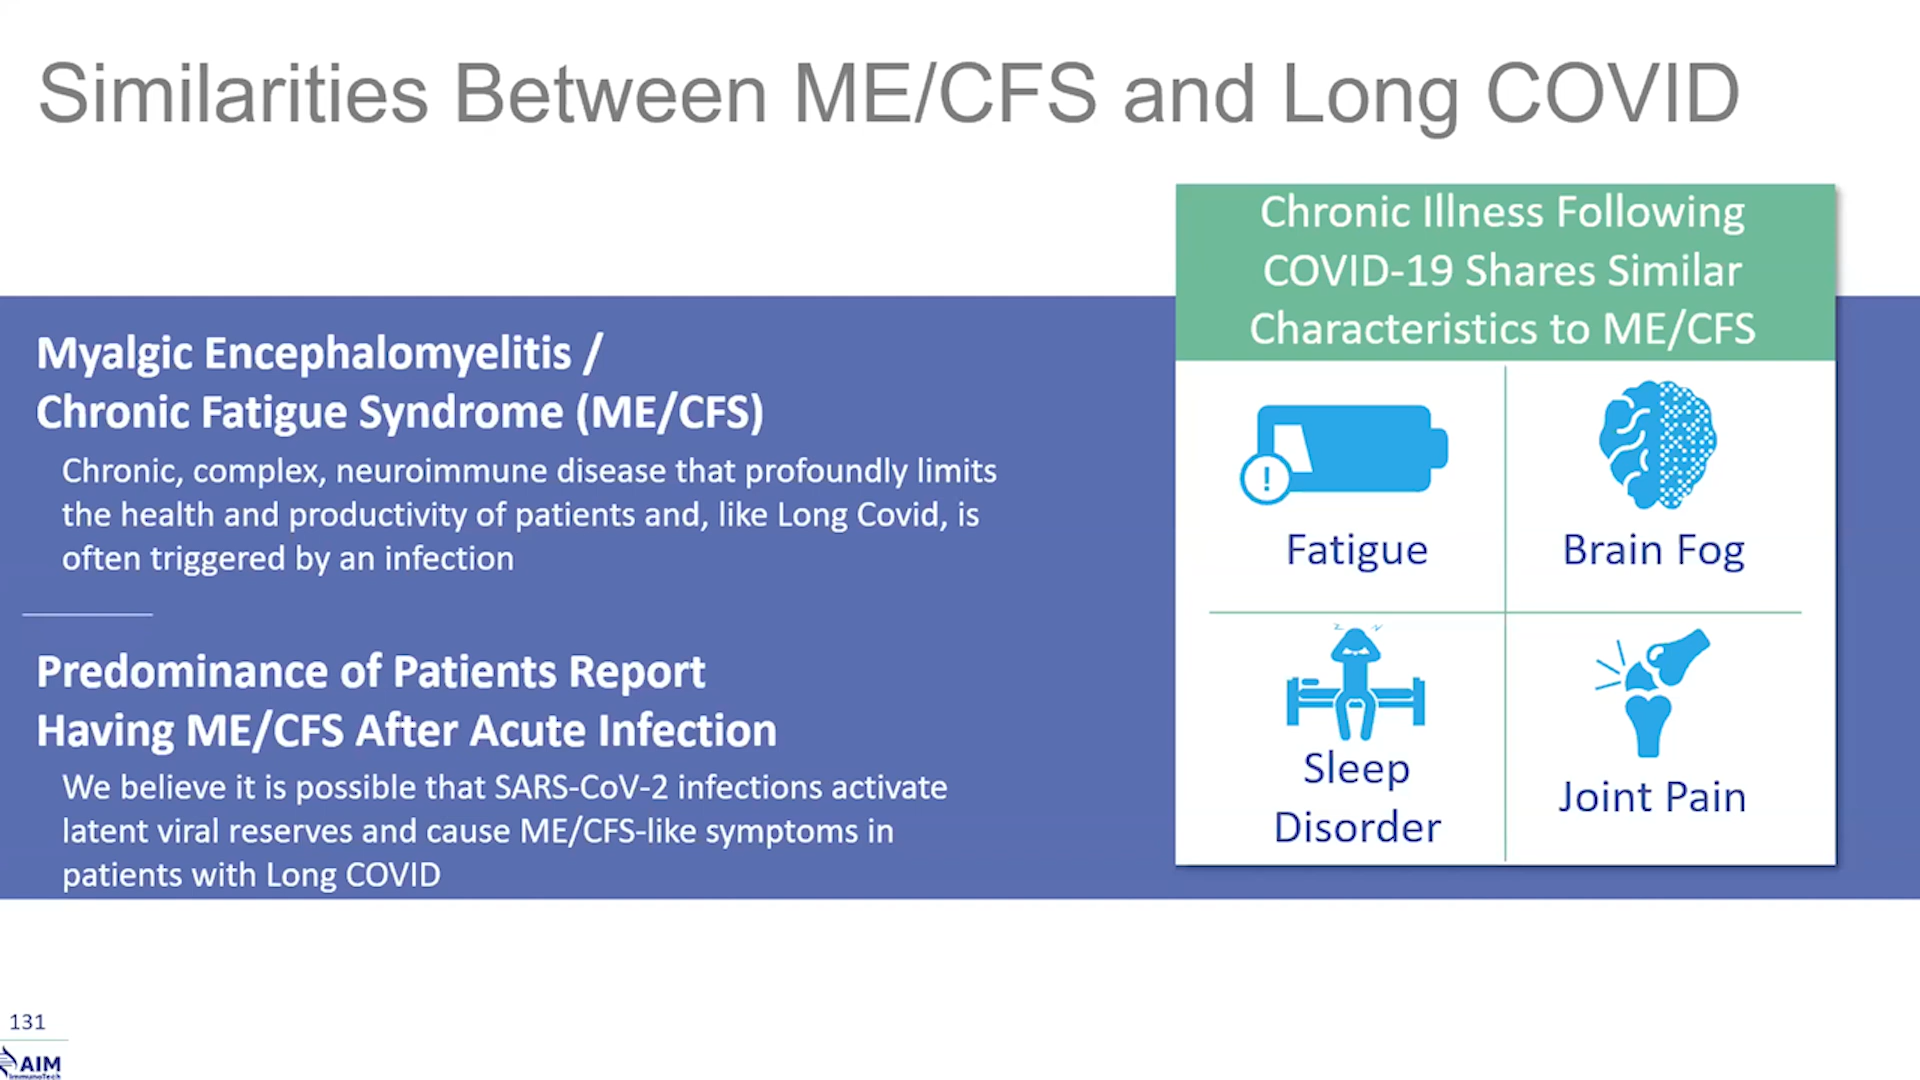 Similarities Between ME/CFS and Long COVID
Myalgic Encephalomyelitis /
Chronic Fatigue Syndrome (ME/CFS)
Chronic, complex, neuroimmune disease that profoundly limits
the health and productivity of patients and, like Long Covid, is
often triggered by an infection
Predominance of Patients Report
Having ME/CFS After Acute Infection
We believe it is possible that SARS-CoV-2 infections activate
latent viral reserves and cause ME/CFS-like symptoms in
patients with Long COVID
Chronic Illness Following
COVID-19 Shares Similar
Characteristics to ME/CFS
!
Fatigue
Brain Fog
z z
Sleep
Disorder
Joint Pain
131
AIM
ImmunoTech